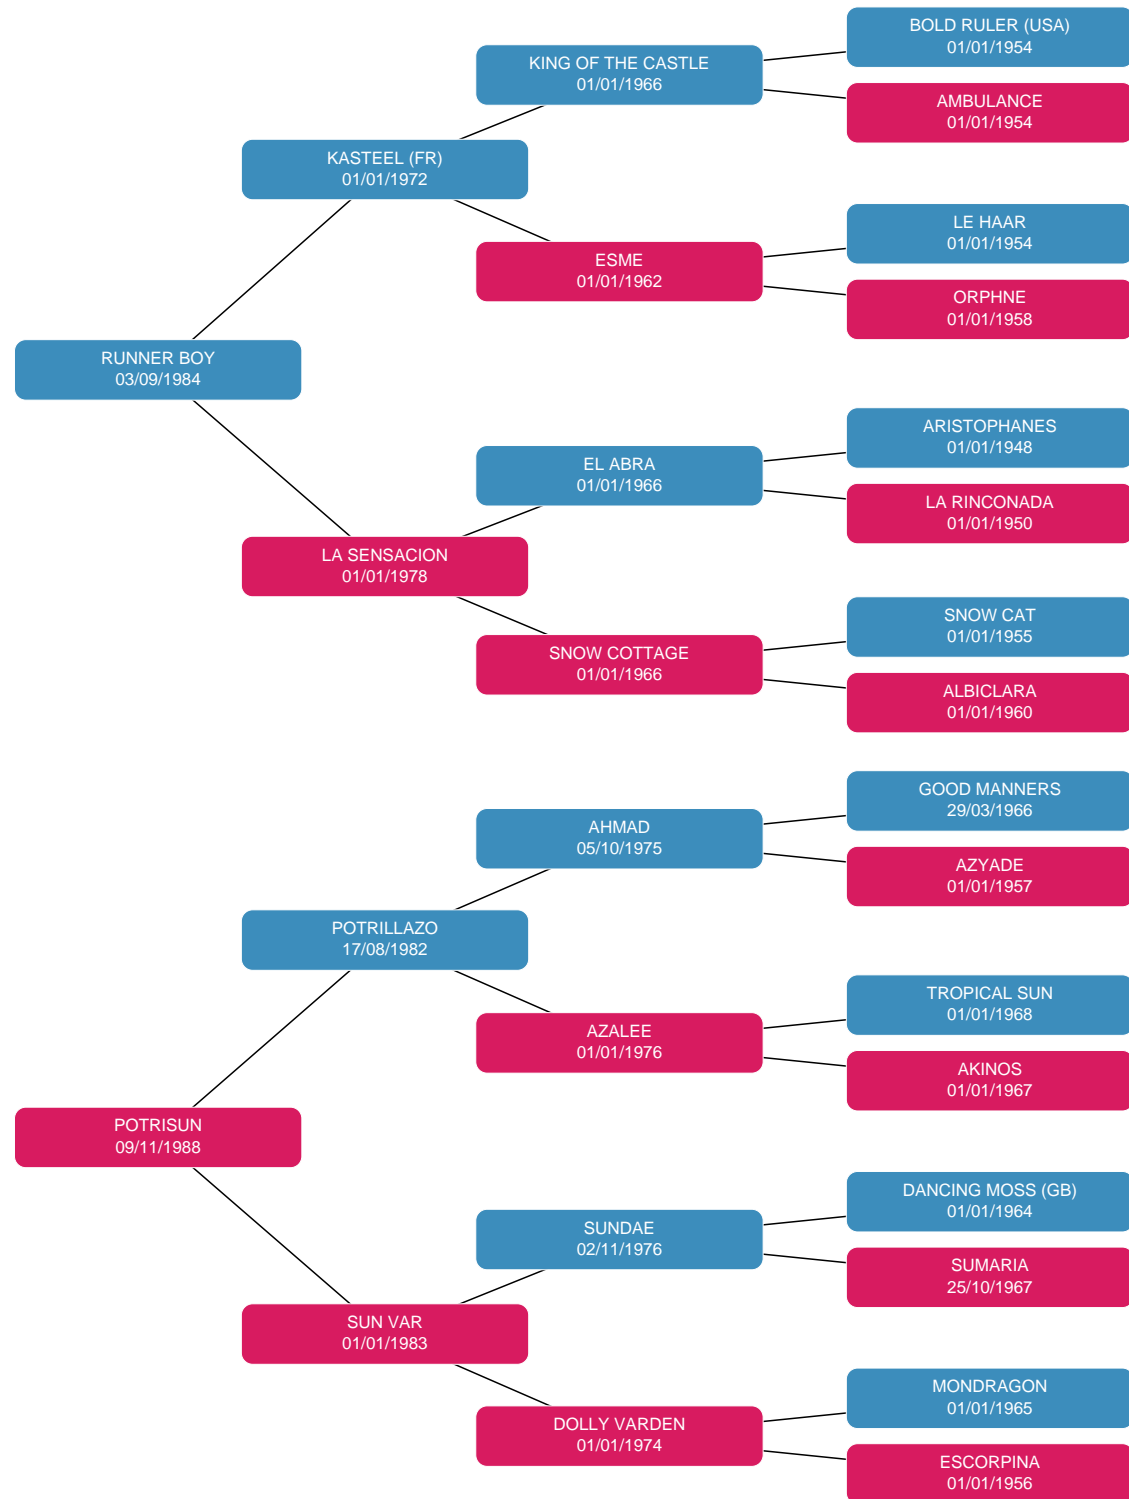 BOLD RULER (USA)
01/01/1954
KING OF THE CASTLE
01/01/1966
AMBULANCE
01/01/1954
KASTEEL (FR)
01/01/1972
LE HAAR
01/01/1954
ESME
01/01/1962
ORPHNE
01/01/1958
RUNNER BOY
03/09/1984
ARISTOPHANES
01/01/1948
EL ABRA
01/01/1966
LA RINCONADA
01/01/1950
LA SENSACION
01/01/1978
SNOW CAT
01/01/1955
SNOW COTTAGE
01/01/1966
ALBICLARA
01/01/1960
GOOD MANNERS
29/03/1966
AHMAD
05/10/1975
AZYADE
01/01/1957
POTRILLAZO
17/08/1982
TROPICAL SUN
01/01/1968
AZALEE
01/01/1976
AKINOS
01/01/1967
POTRISUN
09/11/1988
DANCING MOSS (GB)
01/01/1964
SUNDAE
02/11/1976
SUMARIA
25/10/1967
SUN VAR
01/01/1983
MONDRAGON
01/01/1965
DOLLY VARDEN
01/01/1974
ESCORPINA
01/01/1956